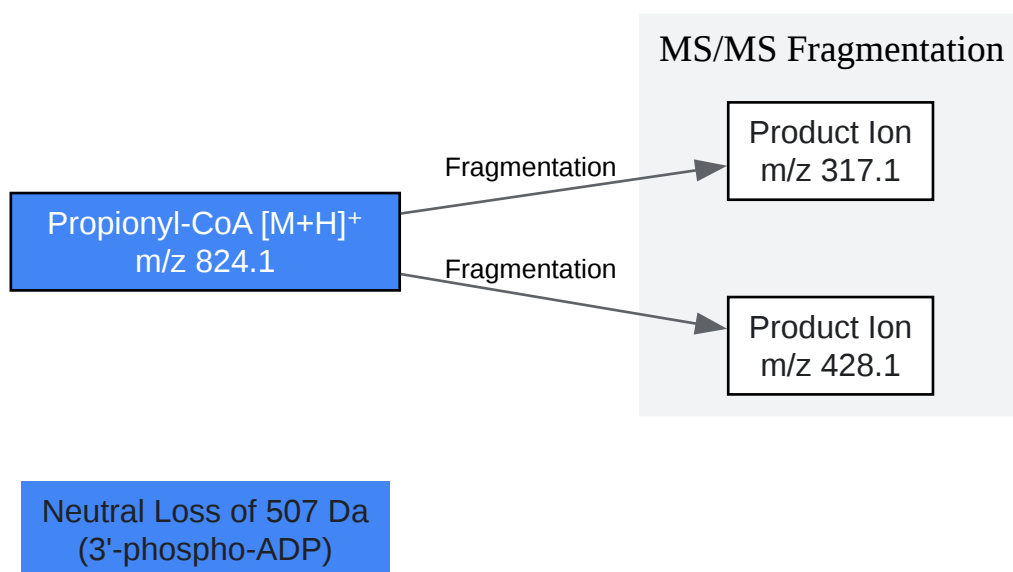 MS/MS Fragmentation
Product Ion
m/z 317.1
Fragmentation
Propionyl-CoA [M+H]⁺
m/z 824.1
Fragmentation
Product Ion
m/z 428.1
Neutral Loss of 507 Da
(3'-phospho-ADP)